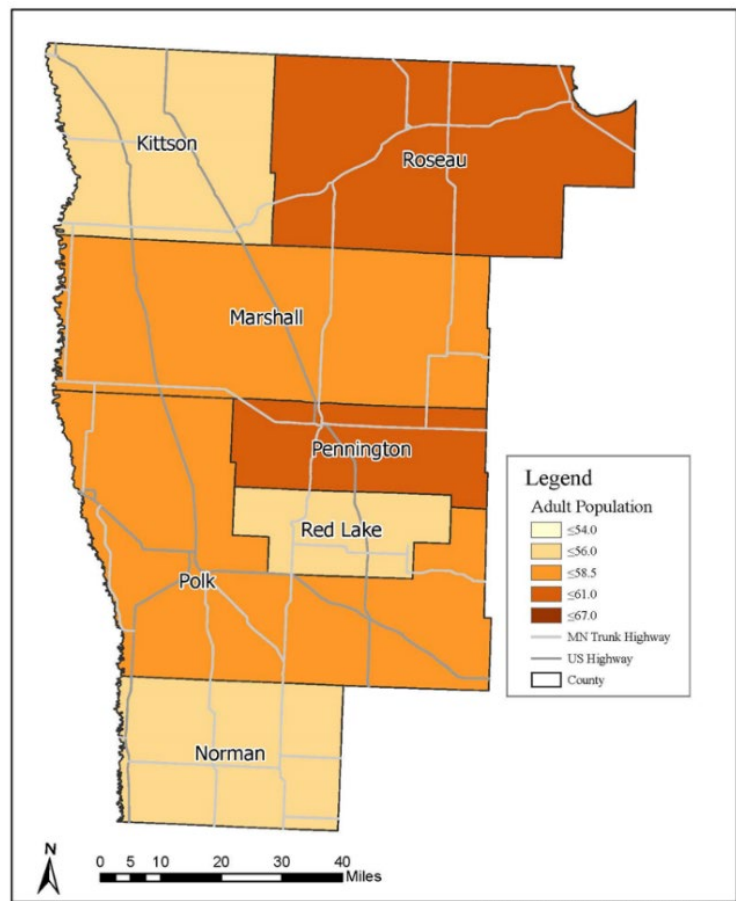 Kittson
Roseau
Marshall
Pennington
Red Lake
Polk
Norman
Legend
Adult Population
≤54.0
≤56.0
≤58.5
≤61.0
≤67.0
MN Trunk Highway
US Highway
County
N
0 5 10 20 30 40
Miles